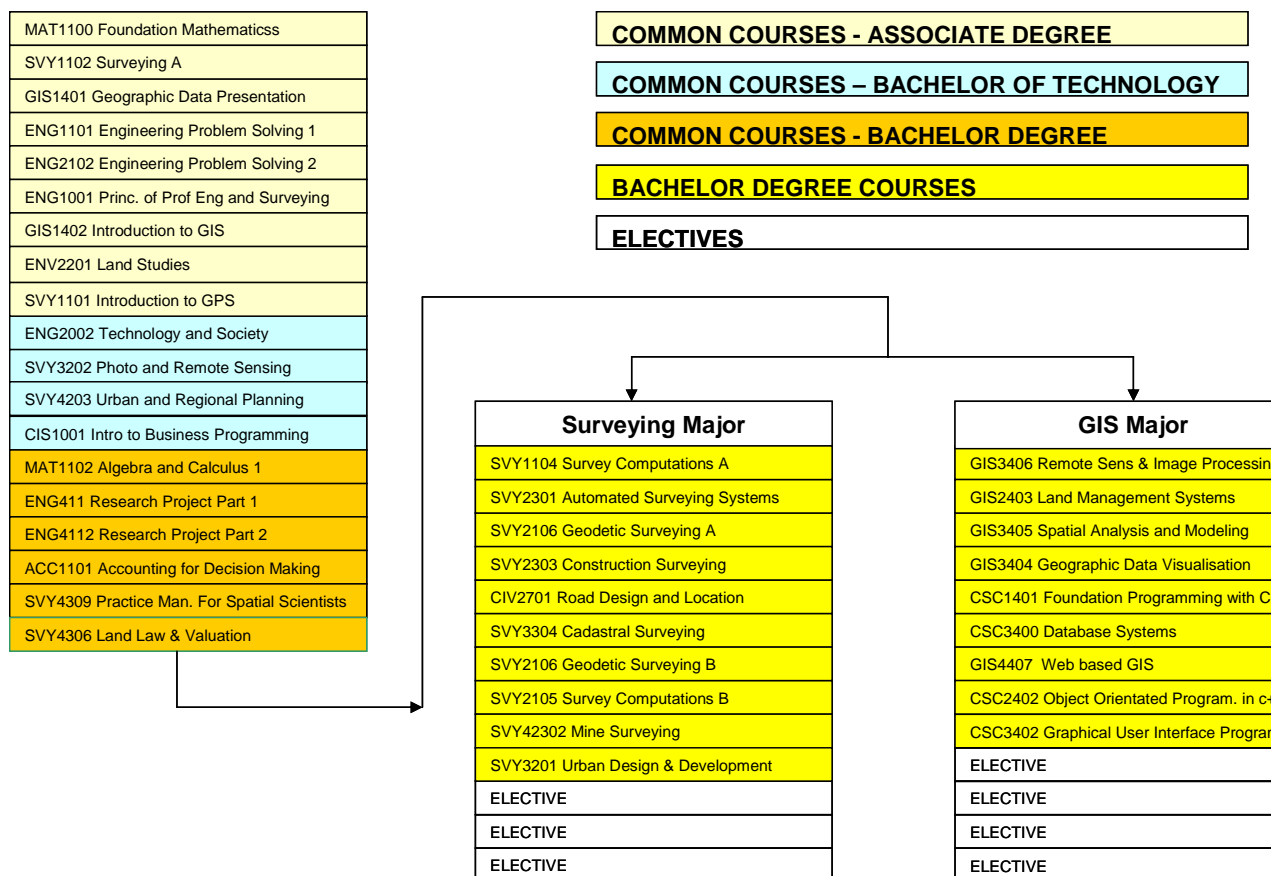 MAT1100 Foundation Mathematicss
SVY1102 Surveying A
GIS1401 Geographic Data Presentation
ENG1101 Engineering Problem Solving 1
ENG2102 Engineering Problem Solving 2
ENG1001 Princ. of Prof Eng and Surveying
GIS1402 Introduction to GIS
ENV2201 Land Studies
SVY1101 Introduction to GPS
ENG2002 Technology and Society
SVY3202 Photo and Remote Sensing
SVY4203 Urban and Regional Planning
CIS1001 Intro to Business Programming
MAT1102 Algebra and Calculus 1
ENG411 Research Project Part 1
ENG4112 Research Project Part 2
ACC1101 Accounting for Decision Making
SVY4309 Practice Man. For Spatial Scientists
SVY4306 Land Law & Valuation
COMMON COURSES - ASSOCIATE DEGREE
COMMON COURSES – BACHELOR OF TECHNOLOGY
COMMON COURSES - BACHELOR DEGREE
BACHELOR DEGREE COURSES
ELECTIVES
Surveying Major
SVY1104 Survey Computations A
SVY2301 Automated Surveying Systems
SVY2106 Geodetic Surveying A
SVY2303 Construction Surveying
CIV2701 Road Design and Location
SVY3304 Cadastral Surveying
SVY2106 Geodetic Surveying B
SVY2105 Survey Computations B
SVY42302 Mine Surveying
SVY3201 Urban Design & Development
ELECTIVE
ELECTIVE
ELECTIVE
GIS Major
GIS3406 Remote Sens & Image Processin
GIS2403 Land Management Systems
GIS3405 Spatial Analysis and Modeling
GIS3404 Geographic Data Visualisation
CSC1401 Foundation Programming with C
CSC3400 Database Systems
GIS4407 Web based GIS
CSC2402 Object Orientated Program. in c+
CSC3402 Graphical User Interface Progra
ELECTIVE
ELECTIVE
ELECTIVE
ELECTIVE